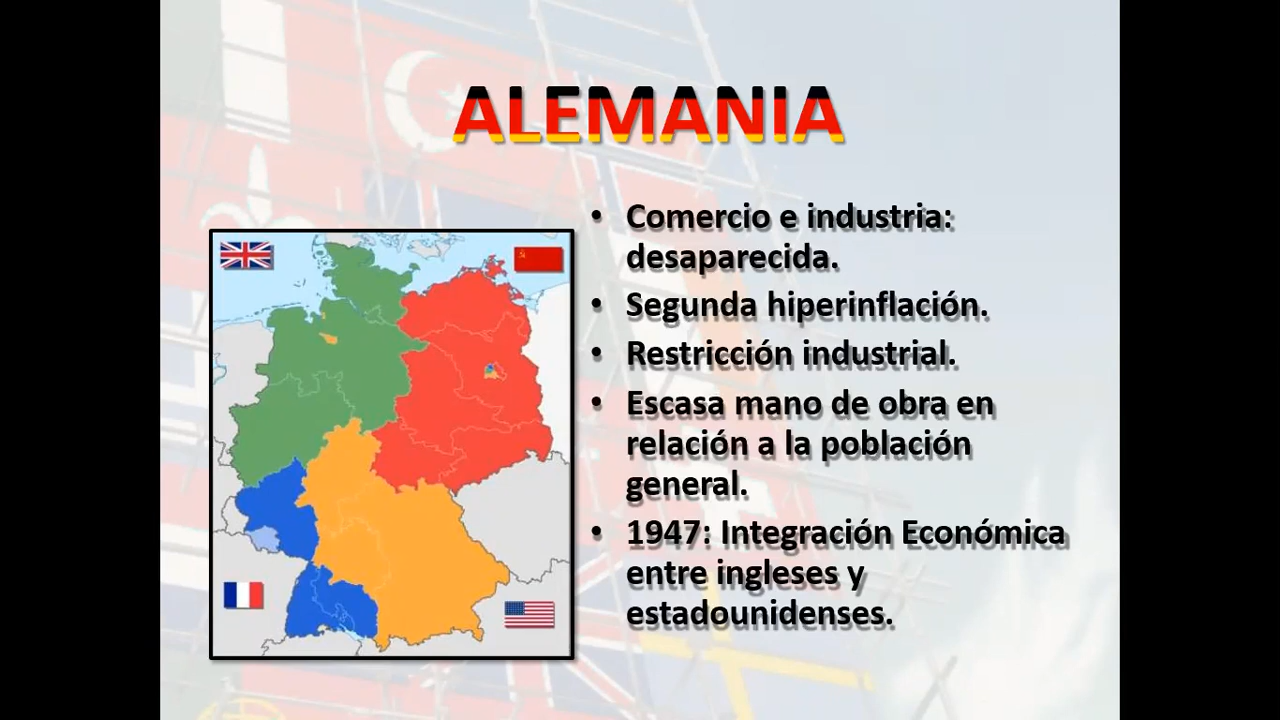 ALEMANIA
• Comercio e industria:
desaparecida.
• Segunda hiperinflación.
• Restricción industrial.
• Escasa mano de obra en
relación a la población
general.
• 1947: Integración Económica
entre ingleses y
estadounidenses.